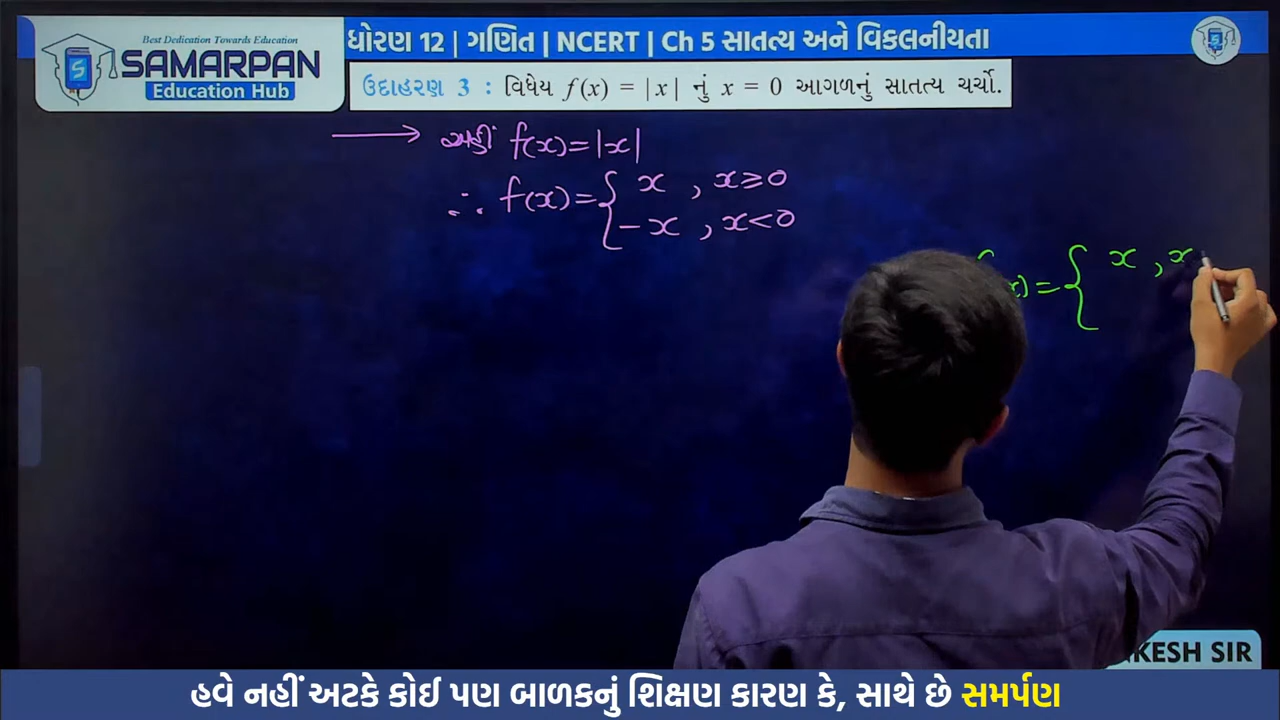 Best Dedication Towards Education
SAMARPAN
Education Hub
ધોરણ 12 | ગણિત | NCERT | Ch 5 સાતત્ય અને વિકલનીયતા
ઉદાહરણ 3 : વિધેય f(x) = |x| નું x = 0 આગળનું સાતત્ય ચર્ચો.
→ અહીં f(x)=|x|
∴ f(x)={ x , x≥0
-x , x<0
x)={ x , x
KESH SIR
હવે નહીં અટકે કોઈ પણ બાળકનું શિક્ષણ કારણ કે, સાથે છે સમર્પણ